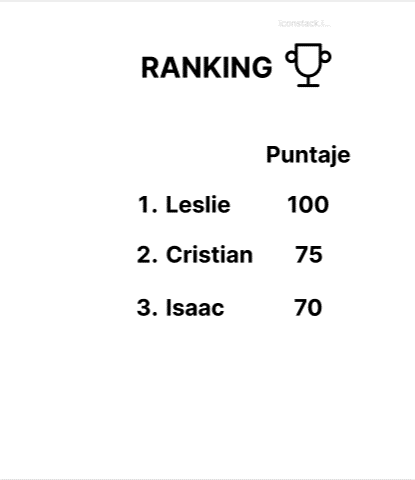 RANKING
Puntaje
1. Leslie 100
2. Cristian 75
3. Isaac 70